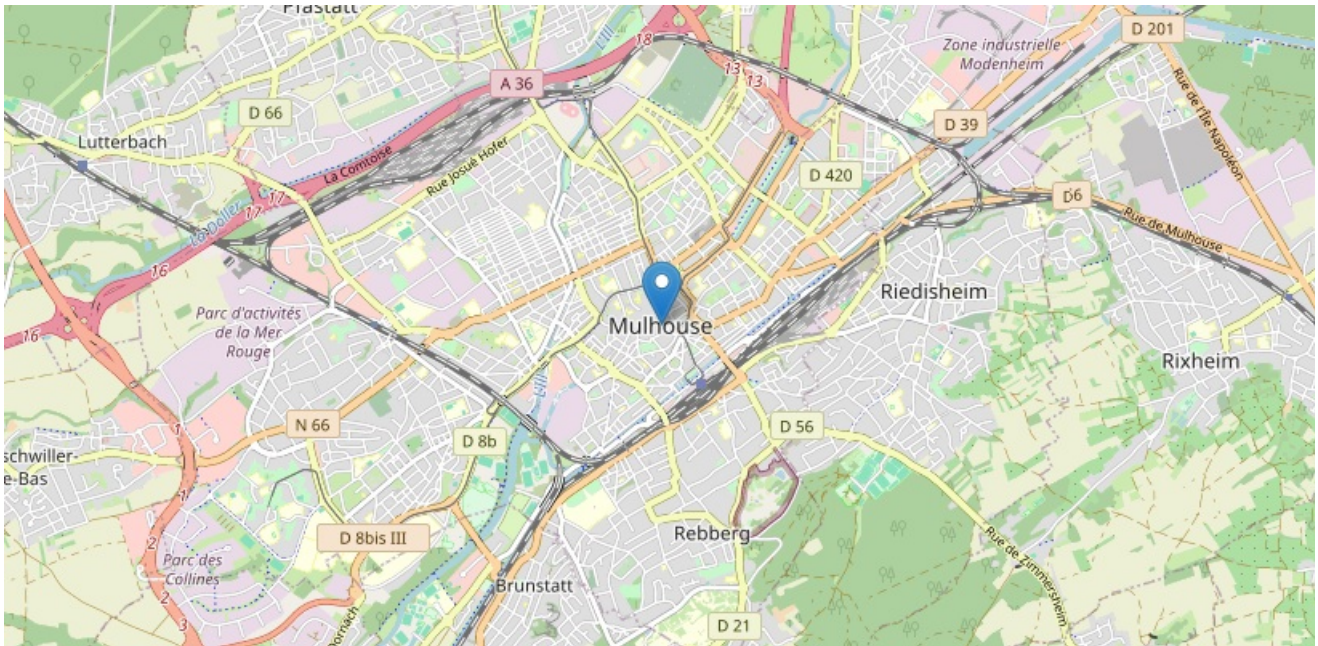 Pfastatt
18
D 201
Zone industrielle
Modenheim
A 36
13
13
D 66
D 39
Rue de l'Île Napoléon
Lutterbach
La Comtoise
Rue Josué Hofer
D 420
17
17
La Doller
16
Rue de Mulhouse
Riedisheim
Parc d'activités
de la Mer
Rouge
16
Mulhouse
Rixheim
N 66
D 8b
D 56
1
schwiller-
e-Bas
1
D 8bis III
2
Rebberg
Rue de Zimmersheim
Parc des
Collines
2
Brunstatt
3
D 21